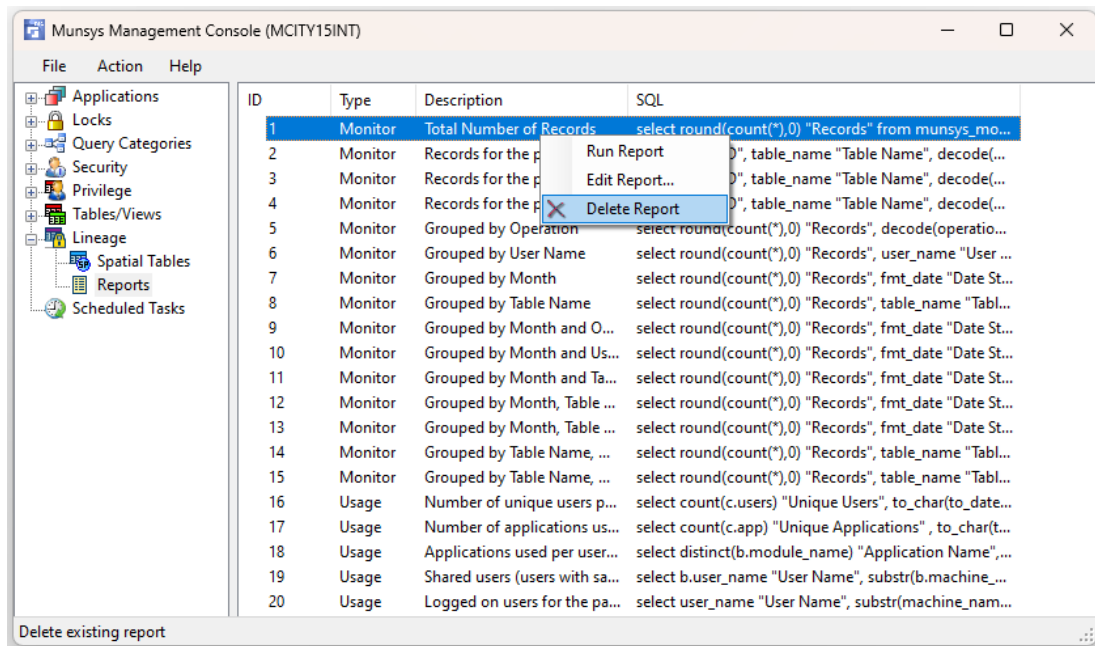 Munsys Management Console (MCITY15INT)
File Action Help
Applications
Locks
Query Categories
Security
Privilege
Tables/Views
Lineage
Spatial Tables
Reports
Scheduled Tasks
ID Type Description SQL
1 Monitor Total Number of Records select round(count(*),0) "Records" from munsys_mo...
2 Monitor Records for the p ", table_name "Table Name", decode(...
3 Monitor Records for the p ", table_name "Table Name", decode(...
4 Monitor Records for the p ", table_name "Table Name", decode(...
5 Monitor Grouped by Operation select round(count(*),0) "Records", decode(operatio...
6 Monitor Grouped by User Name select round(count(*),0) "Records", user_name "User ...
7 Monitor Grouped by Month select round(count(*),0) "Records", fmt_date "Date St...
8 Monitor Grouped by Table Name select round(count(*),0) "Records", table_name "Tabl...
9 Monitor Grouped by Month and O... select round(count(*),0) "Records", fmt_date "Date St...
10 Monitor Grouped by Month and Us... select round(count(*),0) "Records", fmt_date "Date St...
11 Monitor Grouped by Month and Ta... select round(count(*),0) "Records", fmt_date "Date St...
12 Monitor Grouped by Month, Table ... select round(count(*),0) "Records", fmt_date "Date St...
13 Monitor Grouped by Month, Table ... select round(count(*),0) "Records", fmt_date "Date St...
14 Monitor Grouped by Table Name, ... select round(count(*),0) "Records", table_name "Tabl...
15 Monitor Grouped by Table Name, ... select round(count(*),0) "Records", table_name "Tabl...
16 Usage Number of unique users p... select count(c.users) "Unique Users", to_char(to_date...
17 Usage Number of applications us... select count(c.app) "Unique Applications" , to_char(t...
18 Usage Applications used per user... select distinct(b.module_name) "Application Name",...
19 Usage Shared users (users with sa... select b.user_name "User Name", substr(b.machine_...
20 Usage Logged on users for the pa... select user_name "User Name", substr(machine_nam...
Run Report
Edit Report...
Delete Report
Delete existing report